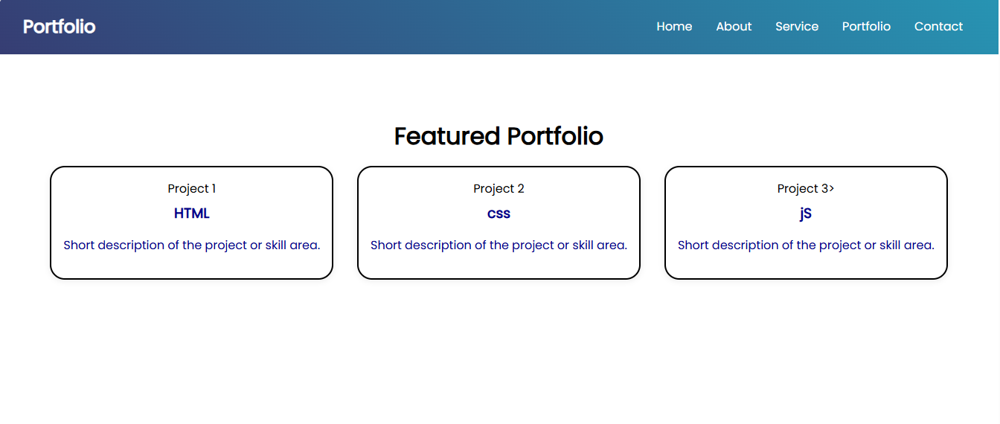 Portfolio Home About Service Portfolio Contact
Featured Portfolio
Project 1
HTML
Short description of the project or skill area.
Project 2
css
Short description of the project or skill area.
Project 3>
jS
Short description of the project or skill area.